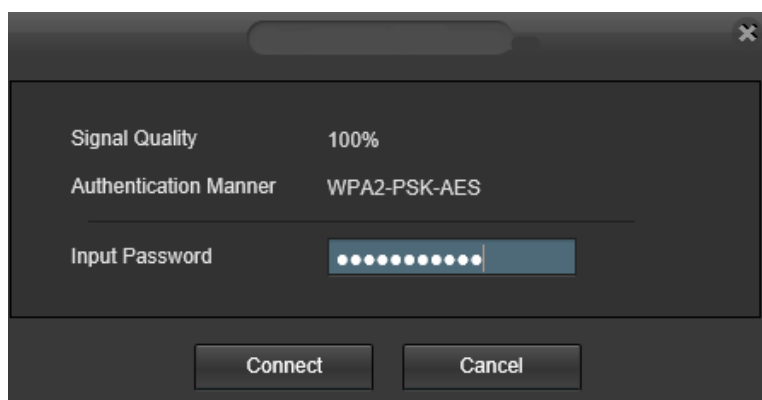 Signal Quality 100%
Authentication Manner WPA2-PSK-AES
Input Password ●●●●●●●●●●●
Connect Cancel